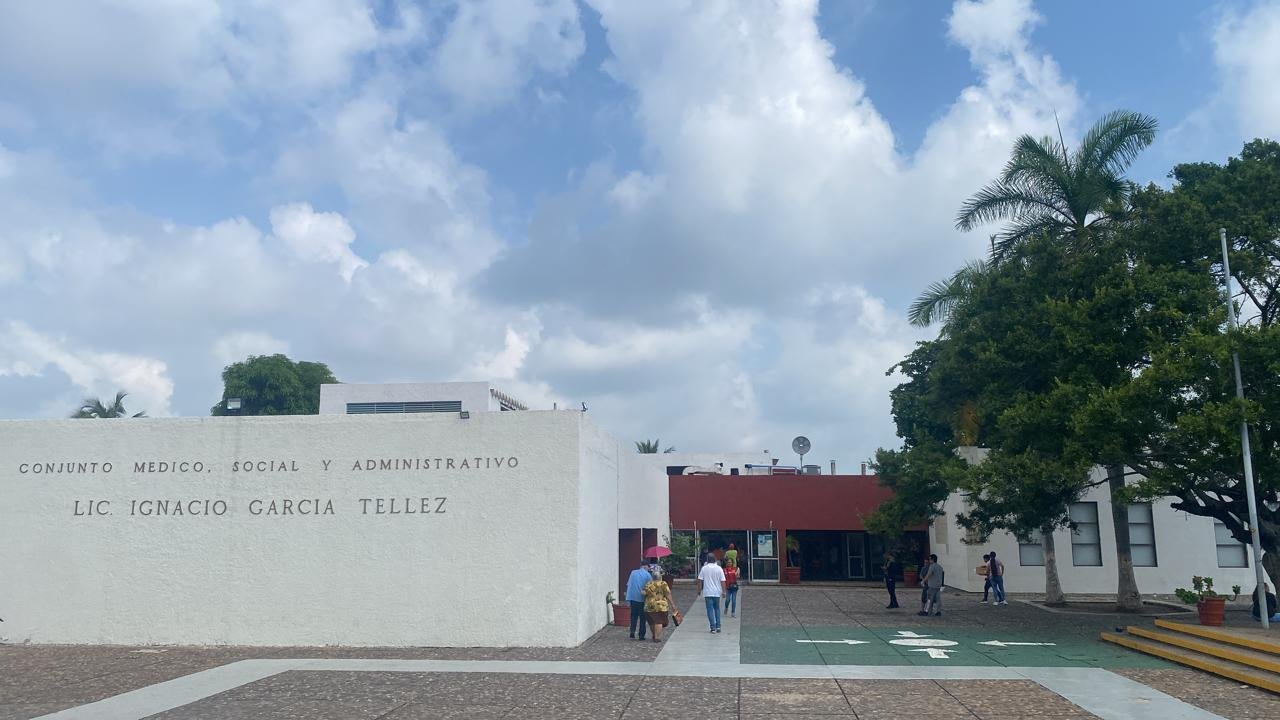 CONJUNTO MEDICO, SOCIAL Y ADMINISTRATIVO
LIC. IGNACIO GARCIA TELLEZ